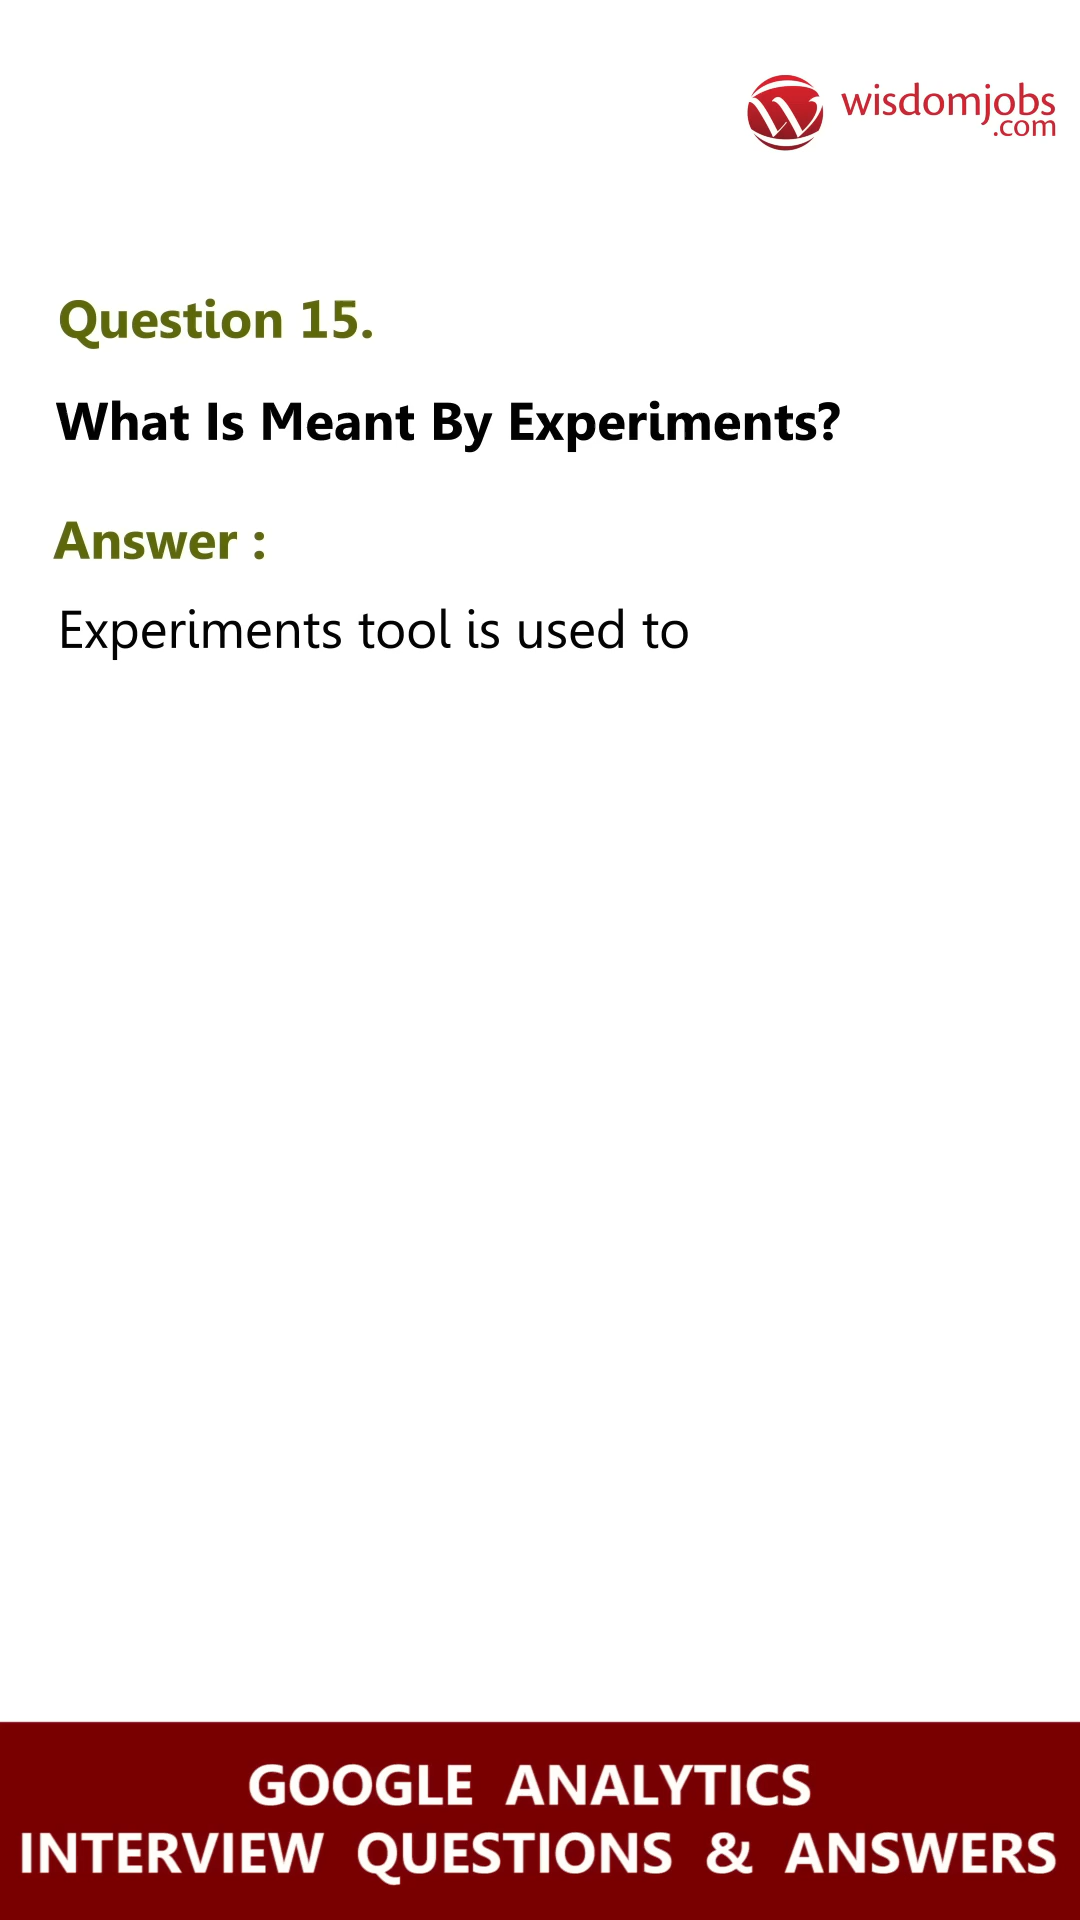 wisdomjobs
.com
Question 15.
What Is Meant By Experiments?
Answer :
Experiments tool is used to
GOOGLE ANALYTICS
INTERVIEW QUESTIONS & ANSWERS